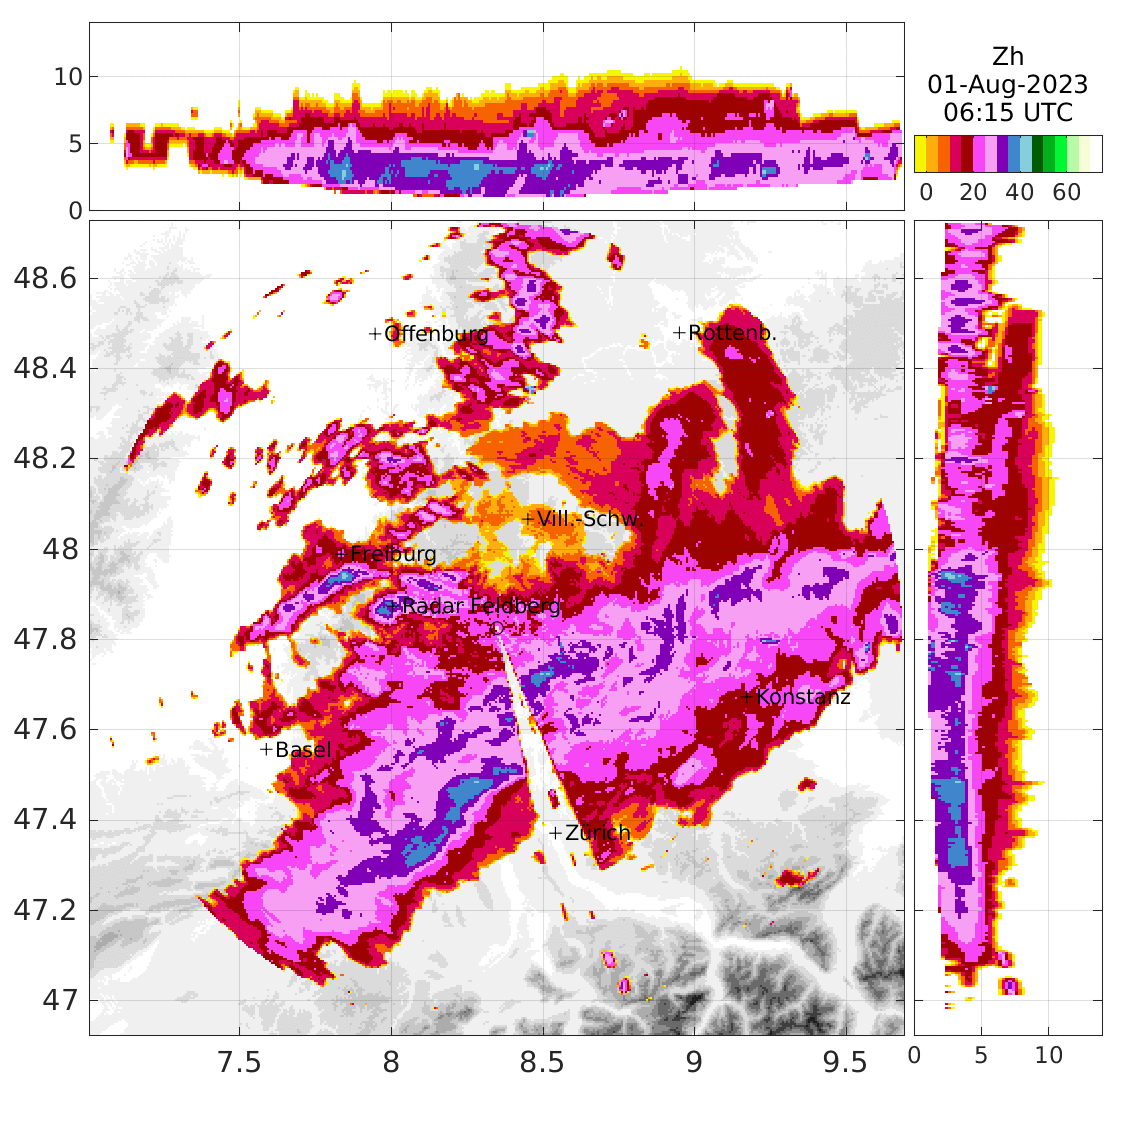 10
5
0
Zh
01-Aug-2023
06:15 UTC
0 20 40 60
48.6
48.4
48.2
48
47.8
47.6
47.4
47.2
47
+Offenburg
+Rottenb.
+Vill.-Schw.
+Freiburg
+Radar Feldberg
+Konstanz
+Basel
+Zürich
7.5 8 8.5 9 9.5
0 5 10